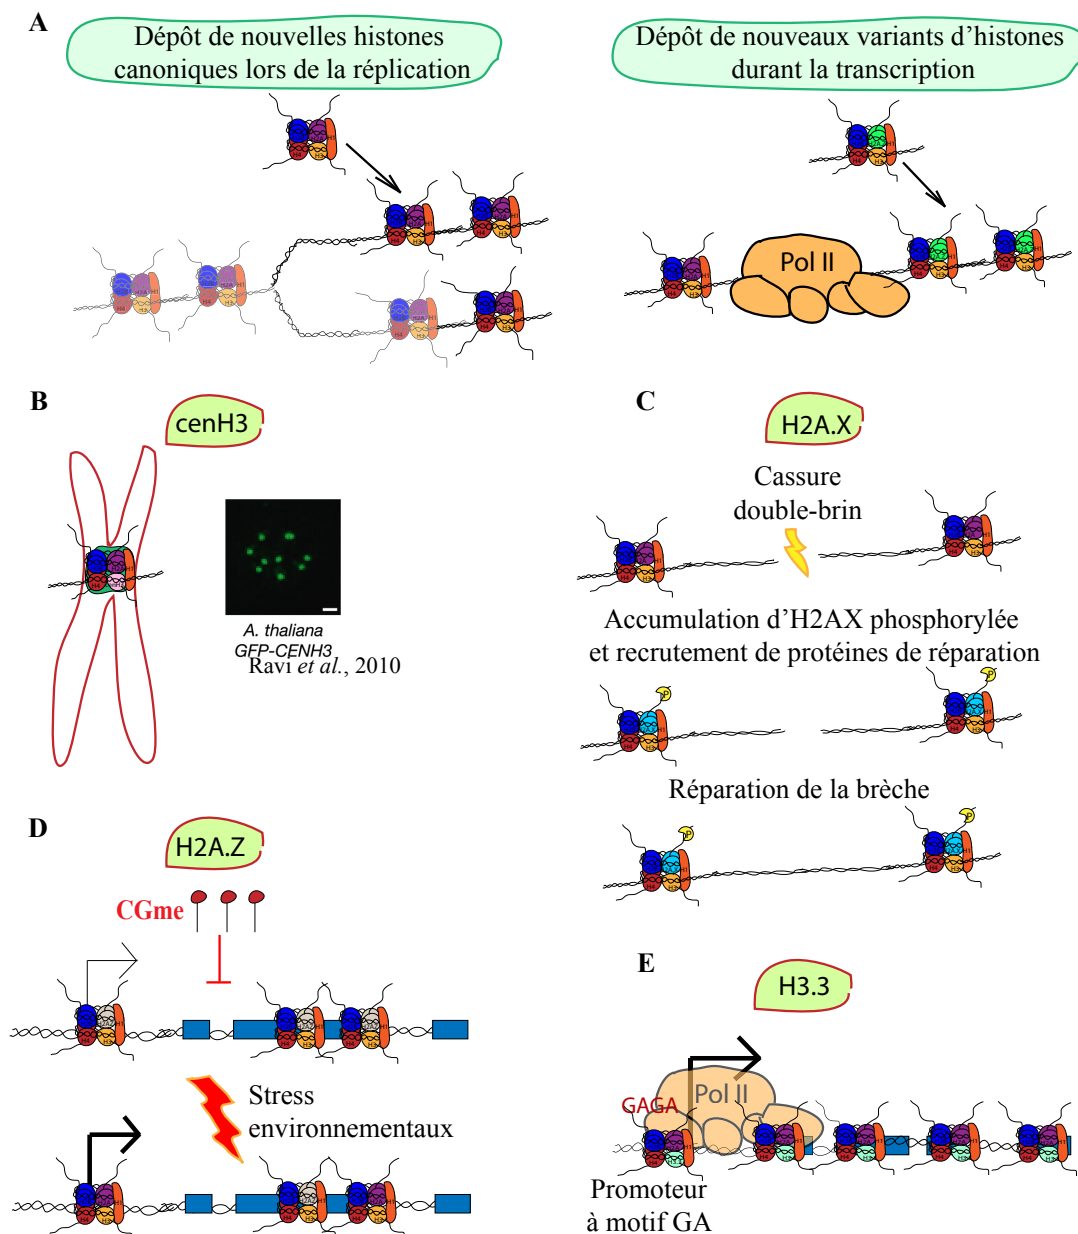 A
Dépôt de nouvelles histones
canoniques lors de la réplication
Dépôt de nouveaux variants d’histones
durant la transcription
Pol II
B
cenH3
A. thaliana
GFP-CENH3
Ravi et al., 2010
C
H2A.X
Cassure
double-brin
Accumulation d’H2AX phosphorylée
et recrutement de protéines de réparation
P
P
Réparation de la brèche
P
D
H2A.Z
CGme
Stress
environnementaux
E
H3.3
GAGA
Pol II
Promoteur
à motif GA